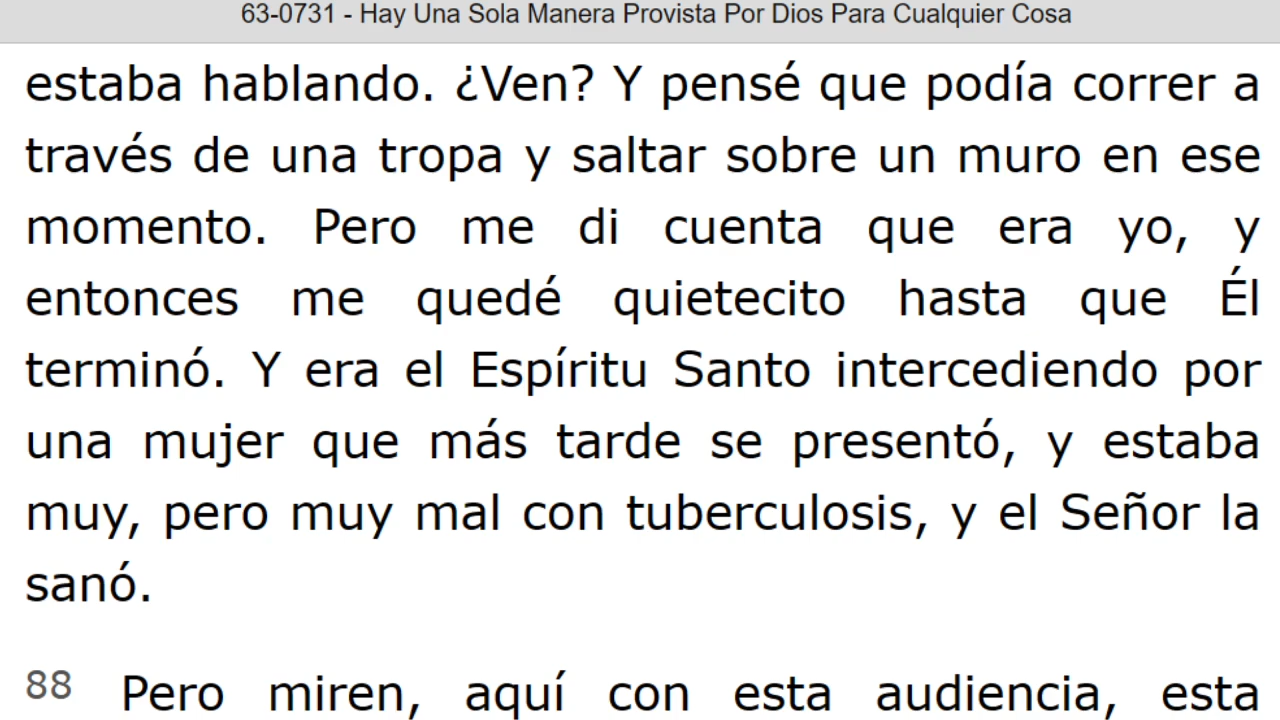 63-0731 - Hay Una Sola Manera Provista Por Dios Para Cualquier Cosa
estaba hablando. ¿Ven? Y pensé que podía correr a
través de una tropa y saltar sobre un muro en ese
momento. Pero me di cuenta que era yo, y
entonces me quedé quietecito hasta que Él
terminó. Y era el Espíritu Santo intercediendo por
una mujer que más tarde se presentó, y estaba
muy, pero muy mal con tuberculosis, y el Señor la
sanó.
88 Pero miren, aquí con esta audiencia, esta